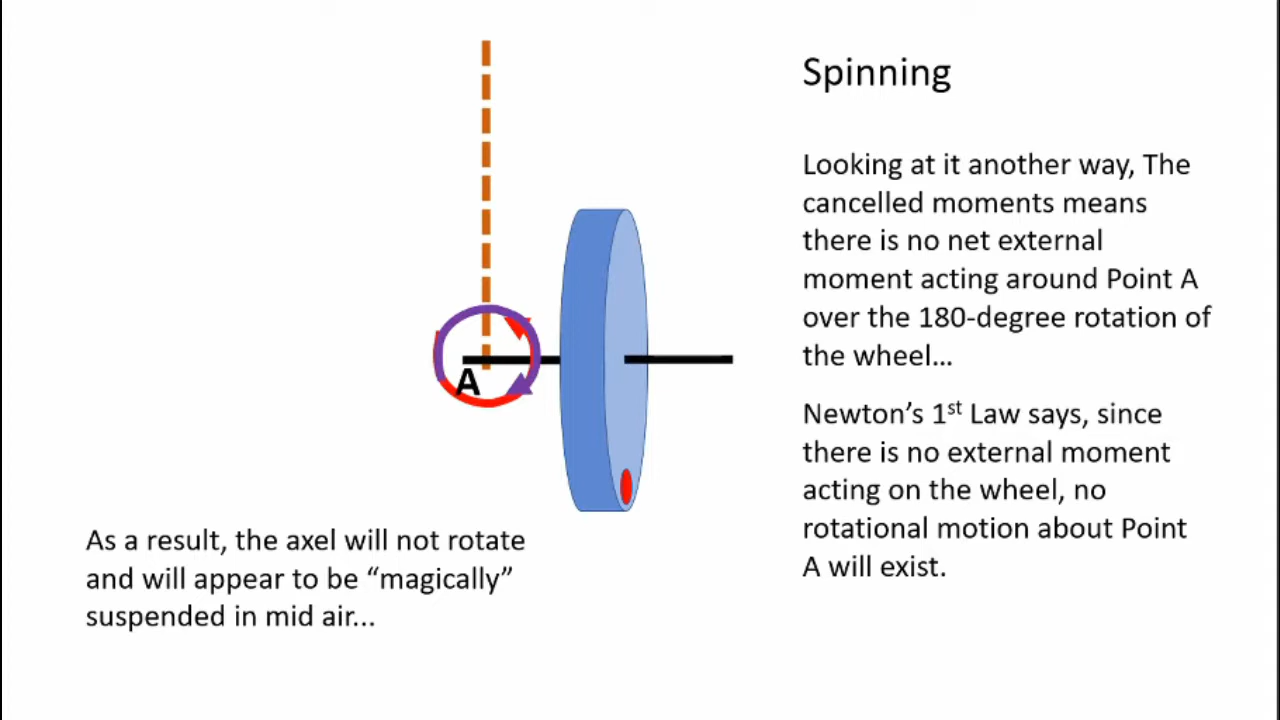 Spinning
Looking at it another way, The
cancelled moments means
there is no net external
moment acting around Point A
over the 180-degree rotation of
the wheel...
Newton's 1st Law says, since
there is no external moment
acting on the wheel, no
rotational motion about Point
A will exist.
A
As a result, the axel will not rotate
and will appear to be “magically”
suspended in mid air...